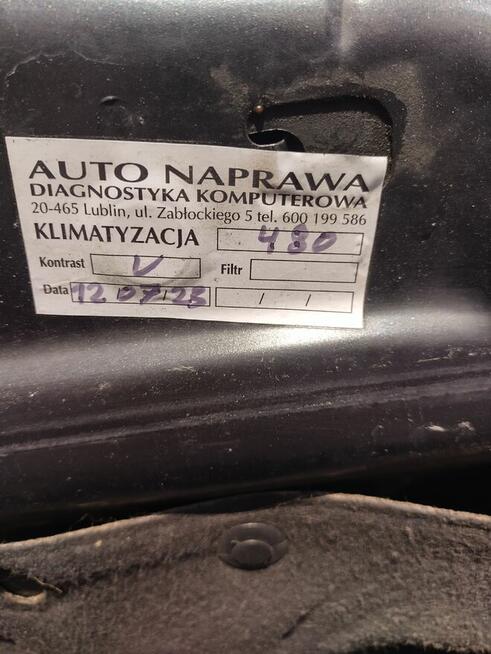 AUTO NAPRAWA
DIAGNOSTYKA KOMPUTEROWA
20-465 Lublin, ul. Zabłockiego 5 tel. 600 199 586
KLIMATYZACJA 480
Kontrast V Filtr
Data 12/07/23 / /